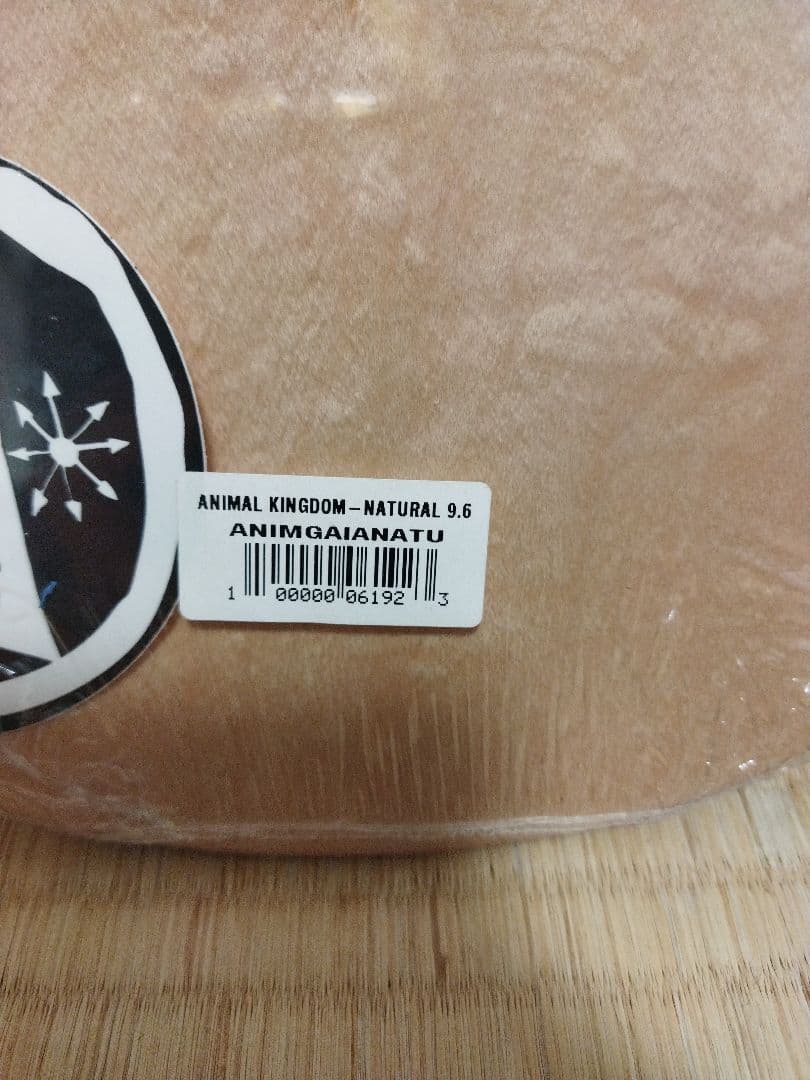 ANIMAL KINGDOM-NATURAL 9.6
ANIMGAIANATU
1 00000 06192 3